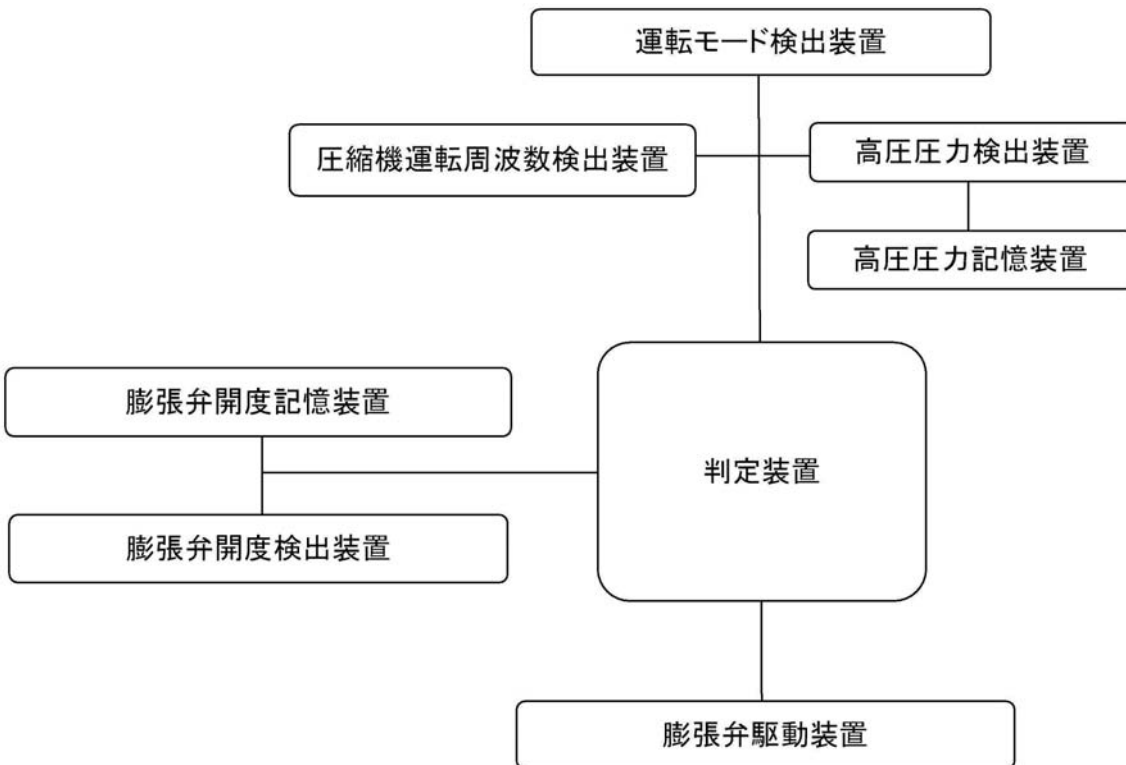 運転モード検出装置
圧縮機運転周波数検出装置
高圧圧力検出装置
高圧圧力記憶装置
膨張弁開度記憶装置
判定装置
膨張弁開度検出装置
膨張弁駆動装置